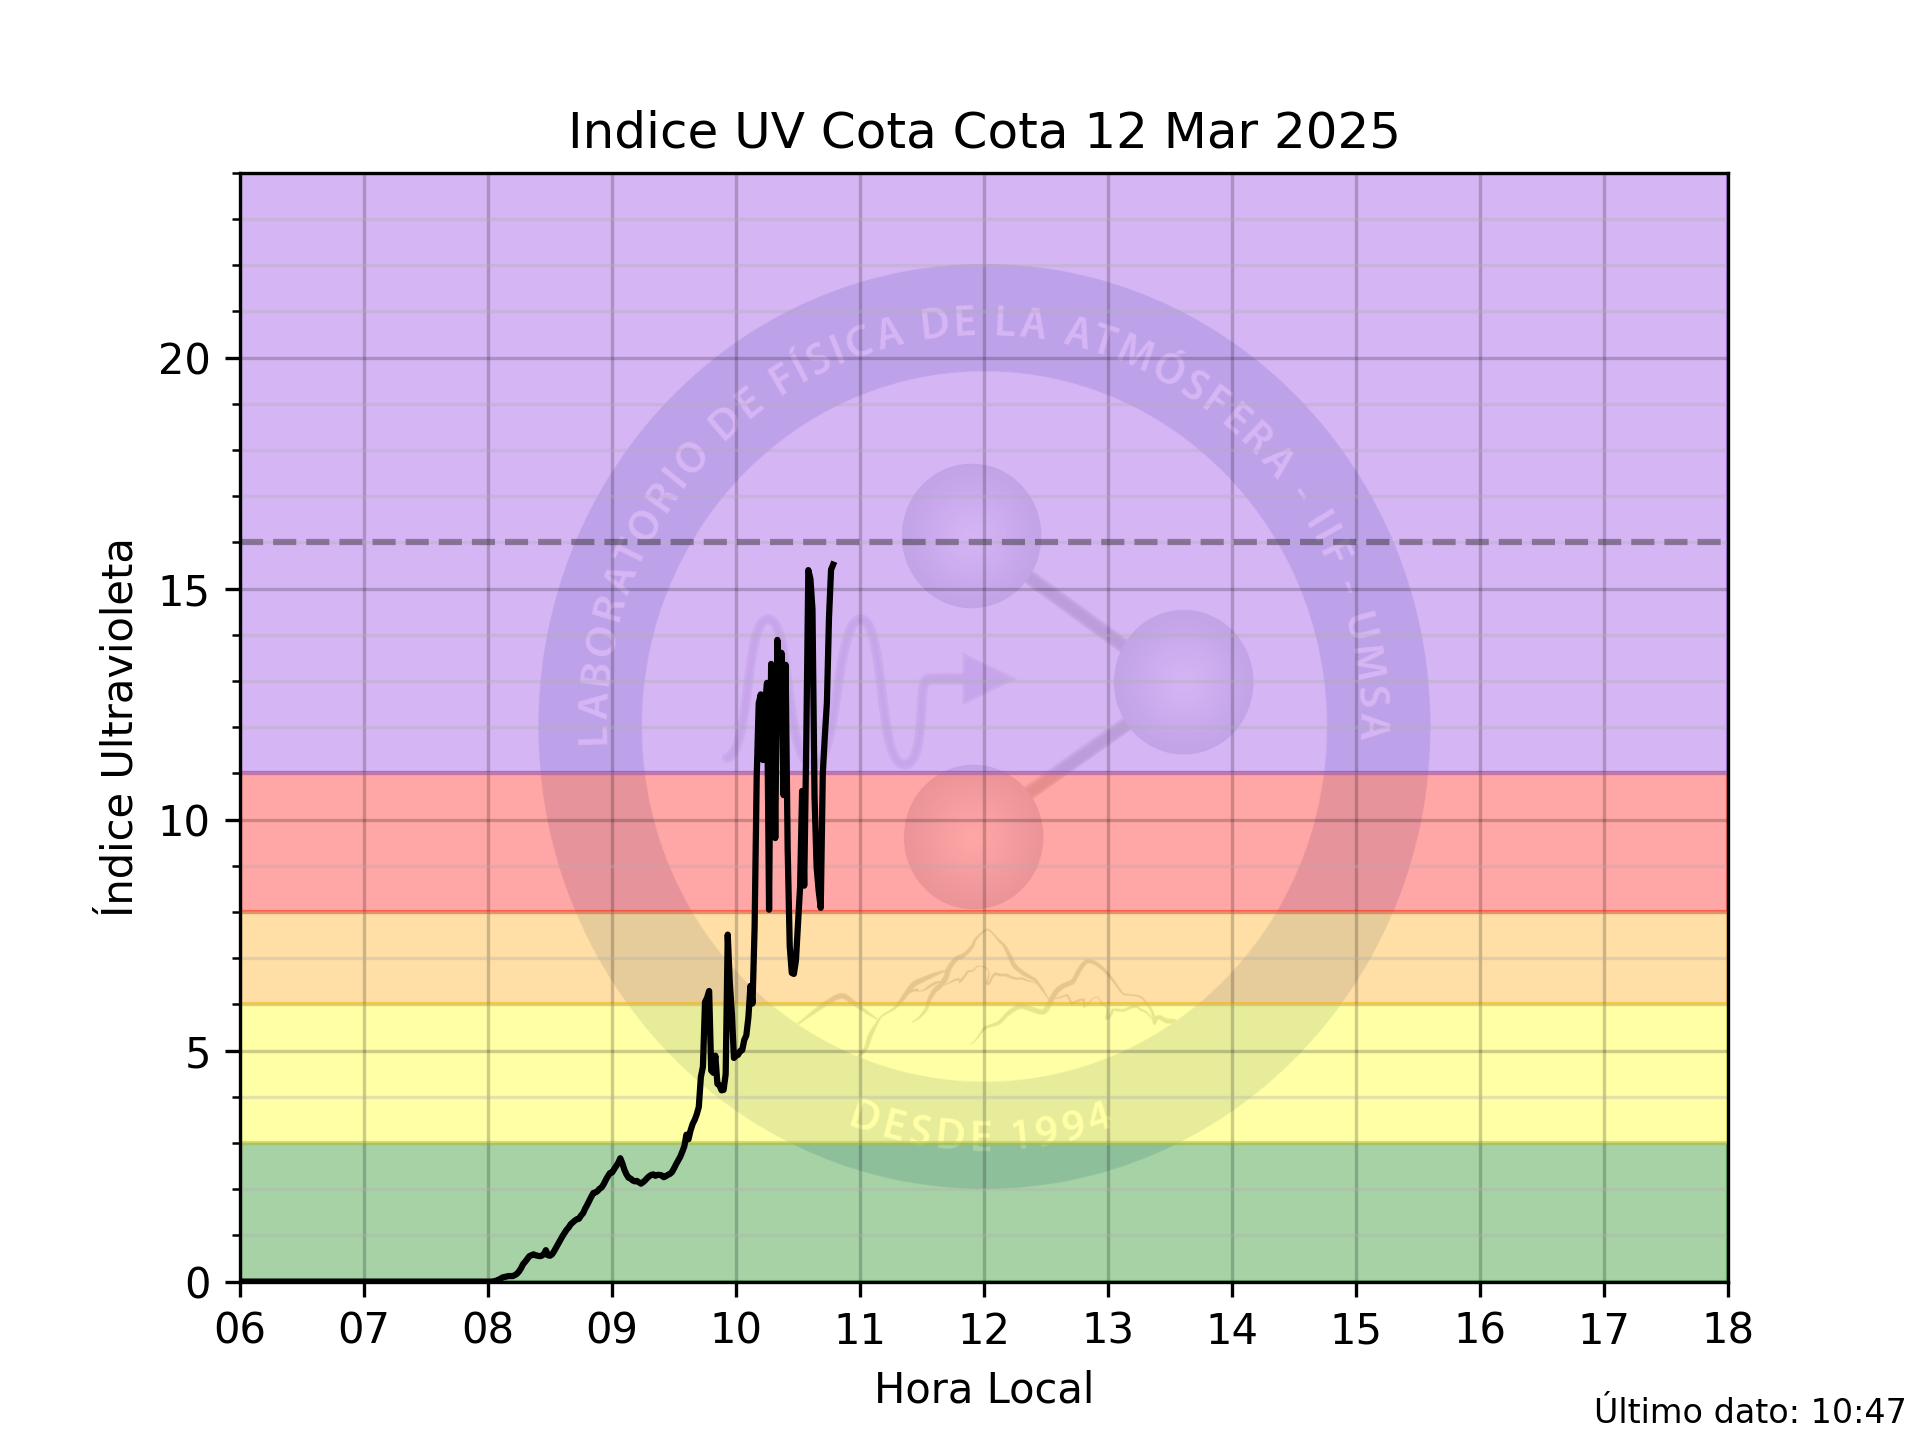 Indice UV Cota Cota 12 Mar 2025
Índice Ultravioleta
20
15
10
5
0
LABORATORIO DE FÍSICA DE LA ATMÓSFERA - IIF - UMSA
DESDE 1994
06 07 08 09 10 11 12 13 14 15 16 17 18
Hora Local
Último dato: 10:47